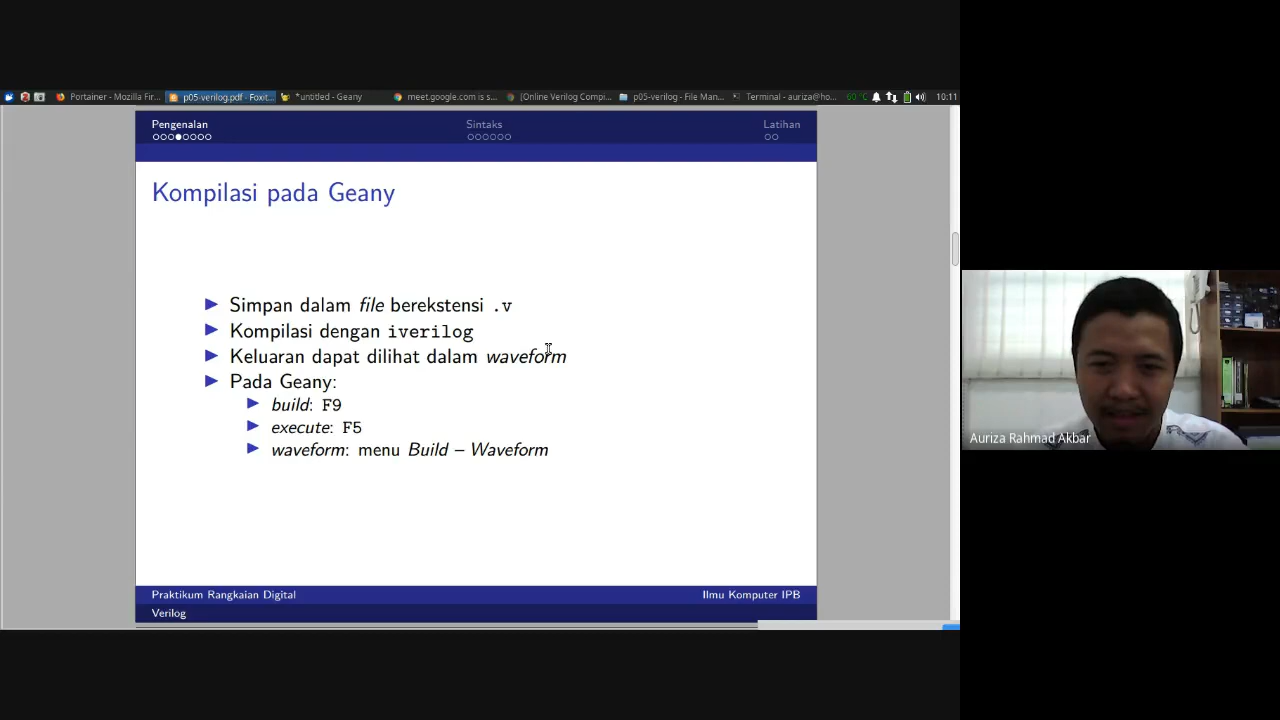 Portainer - Mozilla Fir...
p05-verilog.pdf - Foxit...
*untitled - Geany
meet.google.com is s...
[Online Verilog Compi...
p05-verilog - File Man...
Terminal - auriza@ho...
60°C
10:11
Pengenalan
Sintaks
Latihan
Kompilasi pada Geany
Simpan dalam file berekstensi .v
Kompilasi dengan iverilog
Keluaran dapat dilihat dalam waveform
Pada Geany:
build: F9
execute: F5
waveform: menu Build – Waveform
Praktikum Rangkaian Digital
Ilmu Komputer IPB
Verilog
Auriza Rahmad Akbar